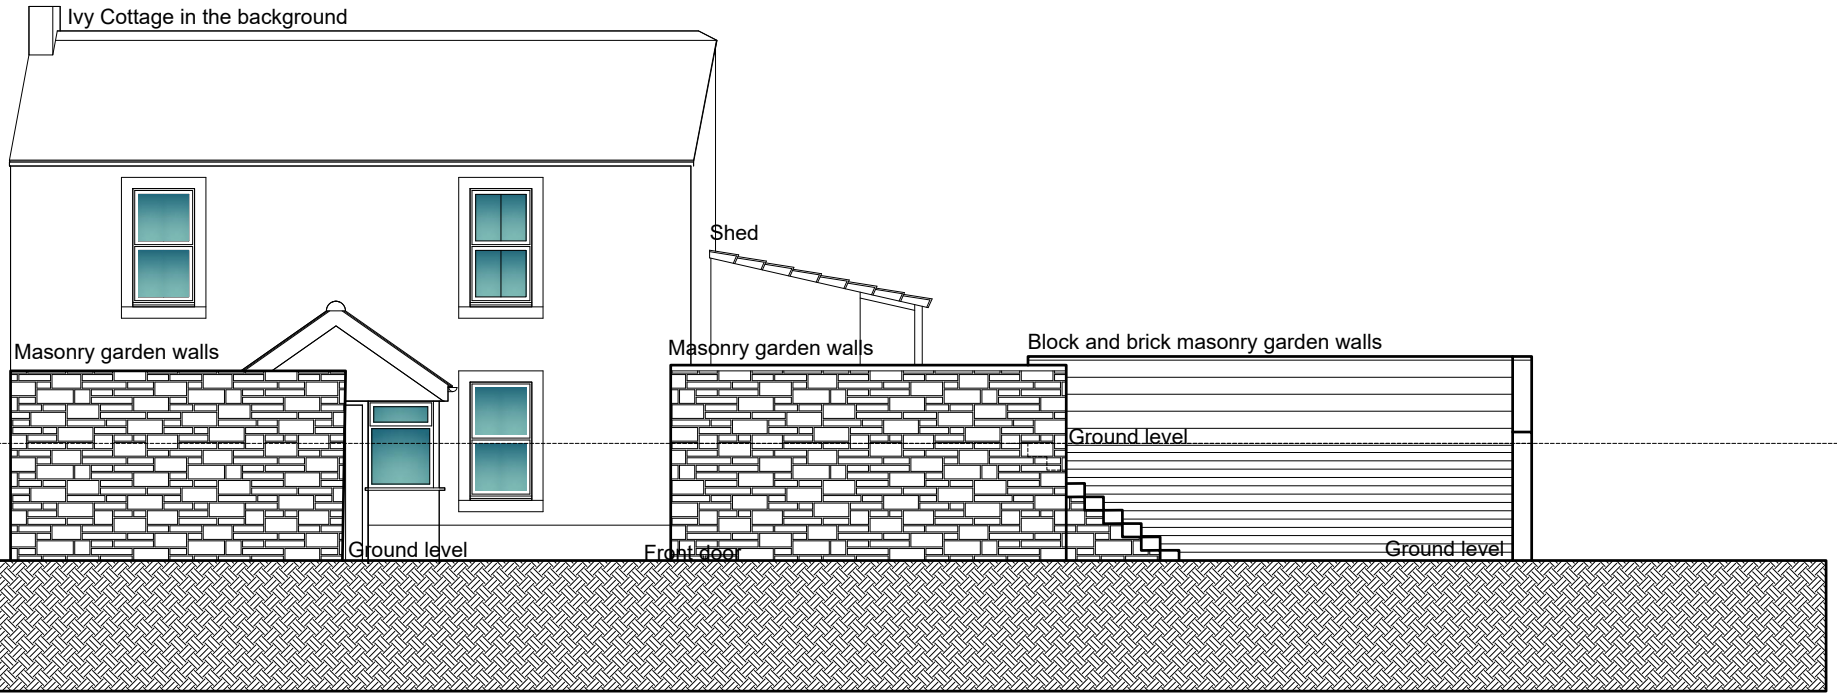 Ivy Cottage in the background
Shed
Masonry garden walls
Masonry garden walls
Block and brick masonry garden walls
Ground level
Ground level
Front door
Ground level